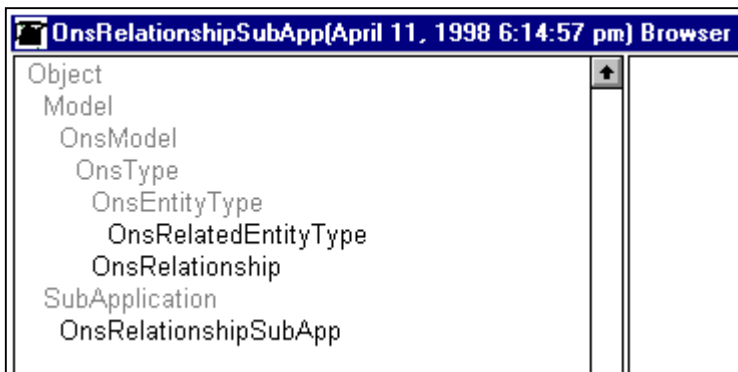 OnsRelationshipSubApp(April 11, 1998 6:14:57 pm) Browser
Object
Model
OnsModel
OnsType
OnsEntityType
OnsRelatedEntityType
OnsRelationship
SubApplication
OnsRelationshipSubApp